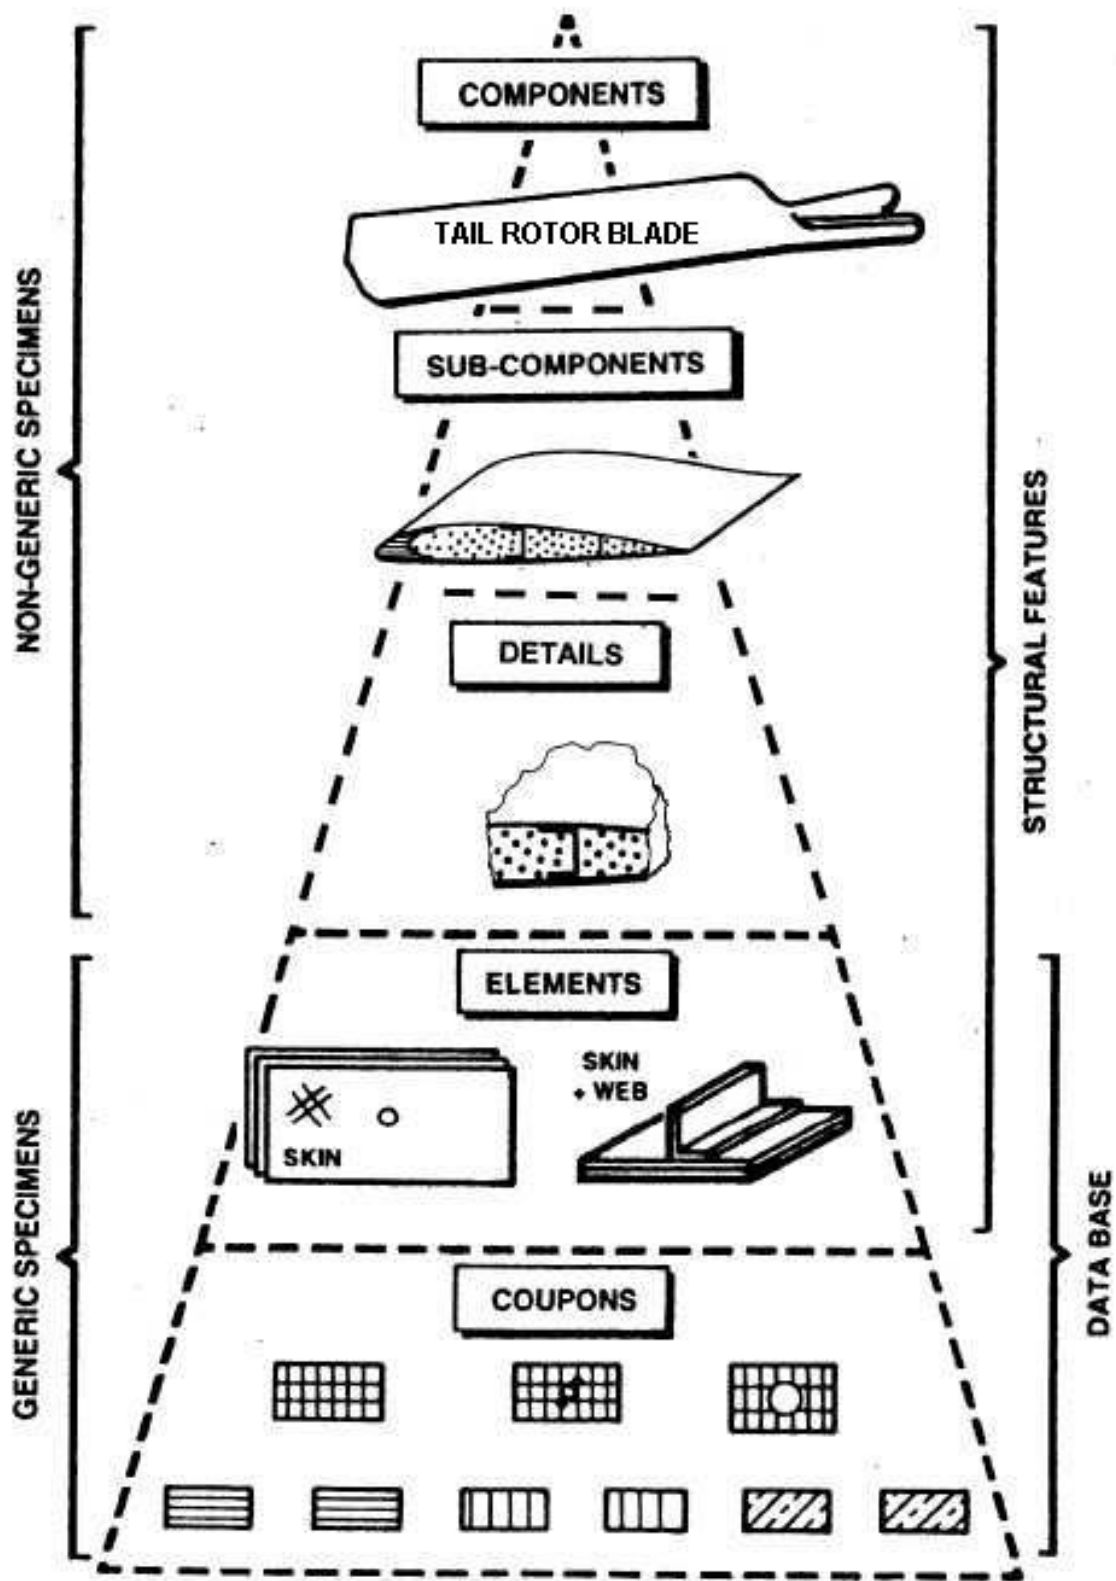 COMPONENTS
TAIL ROTOR BLADE
SUB-COMPONENTS
DETAILS
NON-GENERIC SPECIMENS
STRUCTURAL FEATURES
ELEMENTS
SKIN
SKIN
+ WEB
GENERIC SPECIMENS
DATA BASE
COUPONS